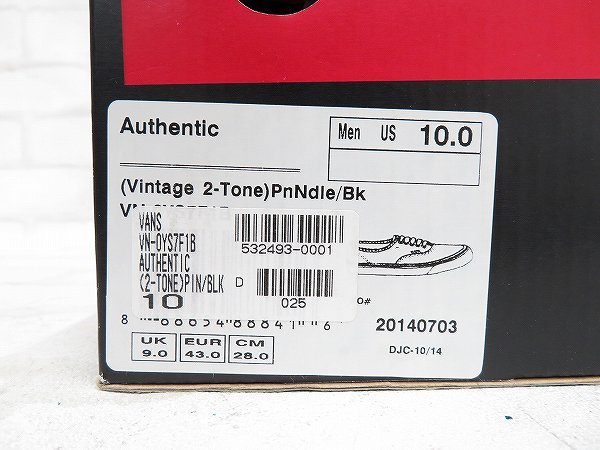 Authentic
Men US 10.0
(Vintage 2-Tone)PnNdle/Bk
VANS
VN-0YS7F1B
532493-0001
AUTHENTIC
(2-TONE)PIN/BLK D
10
025
o#
20140703
UK
9.0
EUR
43.0
CM
28.0
DJC-10/14